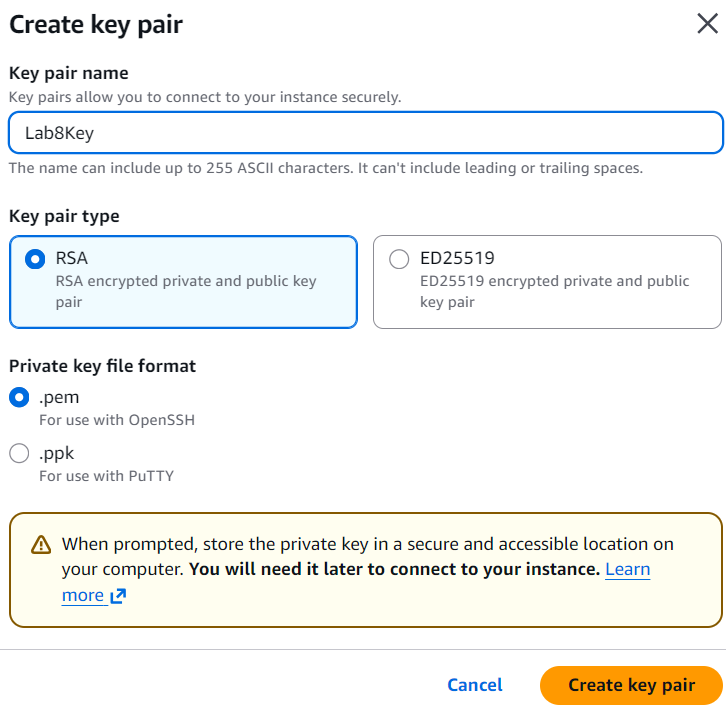 Create key pair
Key pair name
Key pairs allow you to connect to your instance securely.
Lab8Key
The name can include up to 255 ASCII characters. It can't include leading or trailing spaces.
Key pair type
RSA
RSA encrypted private and public key
pair
ED25519
ED25519 encrypted private and public
key pair
Private key file format
.pem
For use with OpenSSH
.ppk
For use with PuTTY
When prompted, store the private key in a secure and accessible location on
your computer. You will need it later to connect to your instance. Learn
more
Cancel
Create key pair